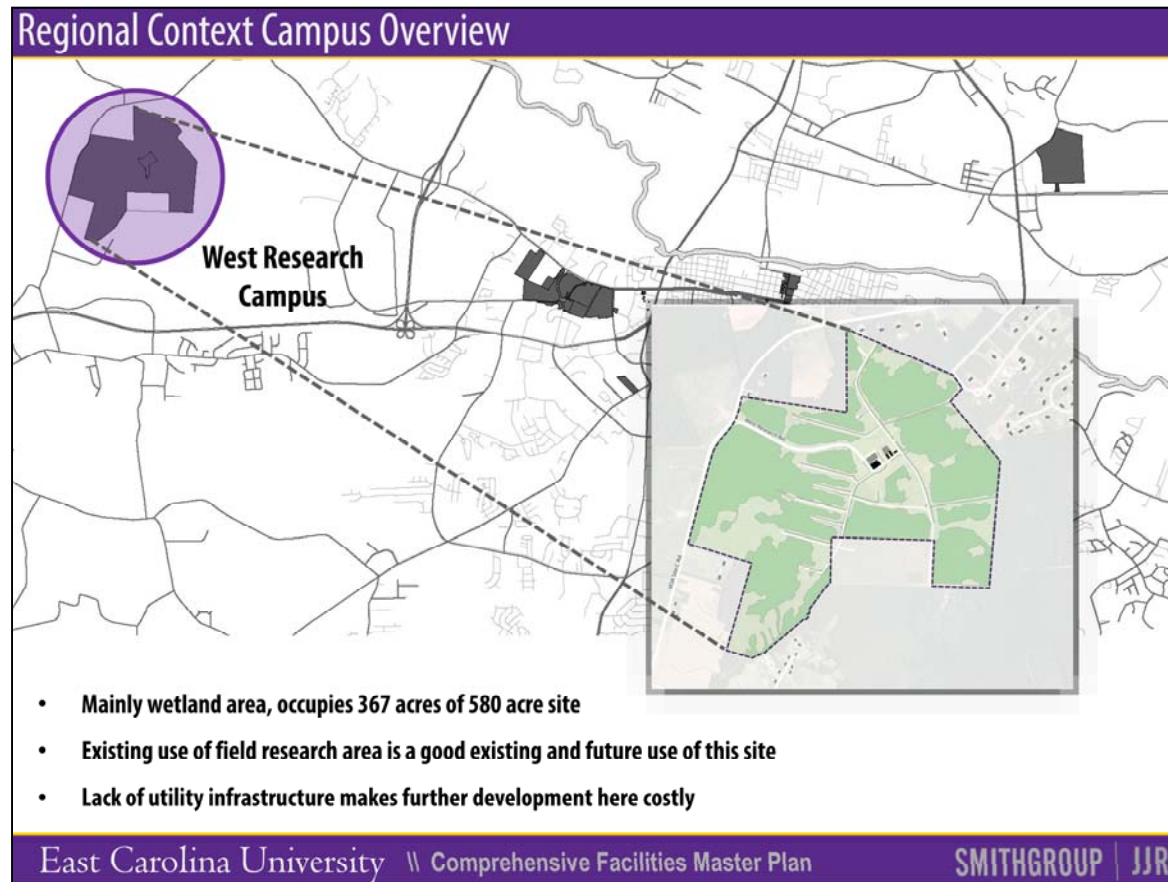 Regional Context Campus Overview
West Research
Campus
• Mainly wetland area, occupies 367 acres of 580 acre site
• Existing use of field research area is a good existing and future use of this site
• Lack of utility infrastructure makes further development here costly
East Carolina University \\ Comprehensive Facilities Master Plan SMITHGROUP | JJR